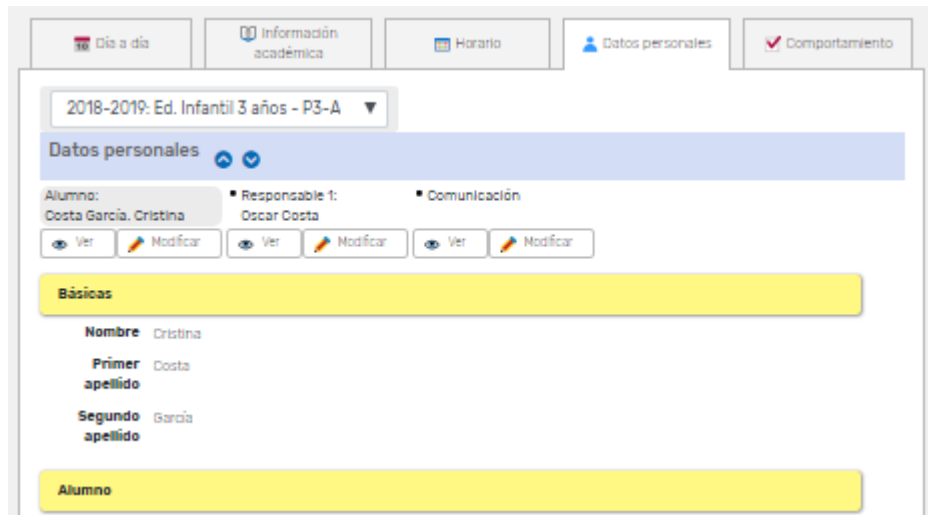 10 Día a día
Información
académica
Horario
Datos personales
Comportamiento
2018-2019: Ed. Infantil 3 años - P3-A
Datos personales
Alumno:
Costa García, Cristina
Responsable 1:
Oscar Costa
Comunicación
Ver Modificar Ver Modificar Ver Modificar
Básicas
Nombre Cristina
Primer
apellido
Costa
Segundo
apellido
García
Alumno